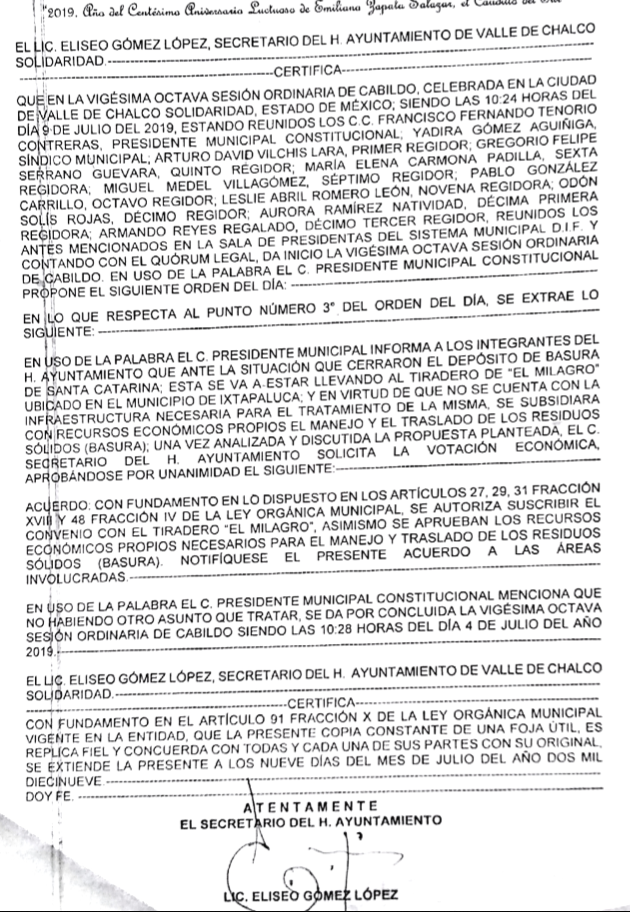 "2019. Año del Centésimo Aniversario Luctuoso de Emiliano Zapata Salazar, el Caudillo del Sur"
EL LIC. ELISEO GÓMEZ LÓPEZ, SECRETARIO DEL H. AYUNTAMIENTO DE VALLE DE CHALCO
SOLIDARIDAD.------------------------------------------------
------------------------------CERTIFICA------------------------------
QUE EN LA VIGÉSIMA OCTAVA SESIÓN ORDINARIA DE CABILDO, CELEBRADA EN LA CIUDAD
DE VALLE DE CHALCO SOLIDARIDAD, ESTADO DE MÉXICO; SIENDO LAS 10:24 HORAS DEL
DÍA 9 DE JULIO DEL 2019, ESTANDO REUNIDOS LOS C.C. FRANCISCO FERNANDO TENORIO
CONTRERAS, PRESIDENTE MUNICIPAL CONSTITUCIONAL; YADIRA GÓMEZ AGUIÑIGA,
SÍNDICO MUNICIPAL; ARTURO DAVID VILCHIS LARA, PRIMER REGIDOR; GREGORIO FELIPE
SERRANO GUEVARA, QUINTO REGIDOR; MARÍA ELENA CARMONA PADILLA, SEXTA
REGIDORA; MIGUEL MEDEL VILLAGÓMEZ, SÉPTIMO REGIDOR; PABLO GONZÁLEZ
CARRILLO, OCTAVO REGIDOR; LESLIE ABRIL ROMERO LEÓN, NOVENA REGIDORA; ODÓN
SOLÍS ROJAS, DÉCIMO REGIDOR; AURORA RAMÍREZ NATIVIDAD, DÉCIMA PRIMERA
REGIDORA; ARMANDO REYES REGALADO, DÉCIMO TERCER REGIDOR, REUNIDOS LOS
ANTES MENCIONADOS EN LA SALA DE PRESIDENTAS DEL SISTEMA MUNICIPAL D.I.F. Y
CONTANDO CON EL QUÓRUM LEGAL, DA INICIO LA VIGÉSIMA OCTAVA SESIÓN ORDINARIA
DE CABILDO. EN USO DE LA PALABRA EL C. PRESIDENTE MUNICIPAL CONSTITUCIONAL
PROPONE EL SIGUIENTE ORDEN DEL DÍA: ------------------------------
EN LO QUE RESPECTA AL PUNTO NÚMERO 3° DEL ORDEN DEL DÍA, SE EXTRAE LO
SIGUIENTE: ------------------------------------------------
EN USO DE LA PALABRA EL C. PRESIDENTE MUNICIPAL INFORMA A LOS INTEGRANTES DEL
H. AYUNTAMIENTO QUE ANTE LA SITUACIÓN QUE CERRARON EL DEPÓSITO DE BASURA
DE SANTA CATARINA; ESTA SE VA A ESTAR LLEVANDO AL TIRADERO DE "EL MILAGRO"
UBICADO EN EL MUNICIPIO DE IXTAPALUCA; Y EN VIRTUD DE QUE NO SE CUENTA CON LA
INFRAESTRUCTURA NECESARIA PARA EL TRATAMIENTO DE LA MISMA, SE SUBSIDIARA
CON RECURSOS ECONÓMICOS PROPIOS EL MANEJO Y EL TRASLADO DE LOS RESIDUOS
SÓLIDOS (BASURA); UNA VEZ ANALIZADA Y DISCUTIDA LA PROPUESTA PLANTEADA, EL C.
SECRETARIO DEL H. AYUNTAMIENTO SOLICITA LA VOTACIÓN ECONÓMICA,
APROBÁNDOSE POR UNANIMIDAD EL SIGUIENTE:------------------------------
ACUERDO: CON FUNDAMENTO EN LO DISPUESTO EN LOS ARTÍCULOS 27, 29, 31 FRACCIÓN
XVIII Y 48 FRACCIÓN IV DE LA LEY ORGÁNICA MUNICIPAL, SE AUTORIZA SUSCRIBIR EL
CONVENIO CON EL TIRADERO "EL MILAGRO", ASIMISMO SE APRUEBAN LOS RECURSOS
ECONÓMICOS PROPIOS NECESARIOS PARA EL MANEJO Y TRASLADO DE LOS RESIDUOS
SÓLIDOS (BASURA). NOTIFÍQUESE EL PRESENTE ACUERDO A LAS ÁREAS
INVOLUCRADAS.------------------------------------------------
EN USO DE LA PALABRA EL C. PRESIDENTE MUNICIPAL CONSTITUCIONAL MENCIONA QUE
NO HABIENDO OTRO ASUNTO QUE TRATAR, SE DA POR CONCLUIDA LA VIGÉSIMA OCTAVA
SESIÓN ORDINARIA DE CABILDO SIENDO LAS 10:28 HORAS DEL DÍA 4 DE JULIO DEL AÑO
2019.------------------------------------------------
EL LIC. ELISEO GÓMEZ LÓPEZ, SECRETARIO DEL H. AYUNTAMIENTO DE VALLE DE CHALCO
SOLIDARIDAD.------------------------------------------------
------------------------------CERTIFICA------------------------------
CON FUNDAMENTO EN EL ARTÍCULO 91 FRACCIÓN X DE LA LEY ORGÁNICA MUNICIPAL
VIGENTE EN LA ENTIDAD, QUE LA PRESENTE COPIA CONSTANTE DE UNA FOJA ÚTIL, ES
REPLICA FIEL Y CONCUERDA CON TODAS Y CADA UNA DE SUS PARTES CON SU ORIGINAL,
SE EXTIENDE LA PRESENTE A LOS NUEVE DÍAS DEL MES DE JULIO DEL AÑO DOS MIL
DIECINUEVE.------------------------------------------------
DOY FE. ------------------------------------------------
ATENTAMENTE
EL SECRETARIO DEL H. AYUNTAMIENTO
LIC. ELISEO GÓMEZ LÓPEZ